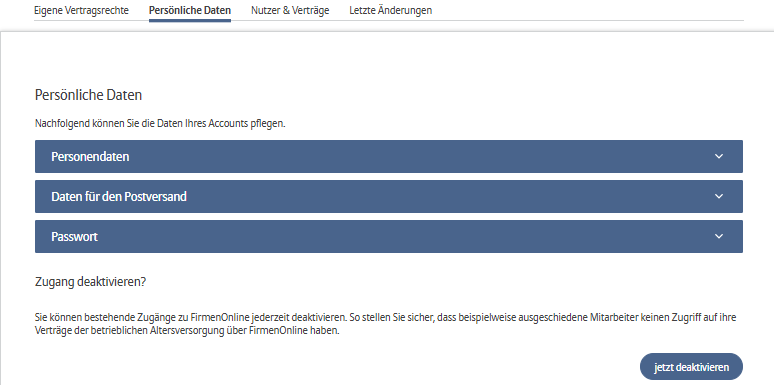 Eigene Vertragsrechte Persönliche Daten Nutzer & Verträge Letzte Änderungen
Persönliche Daten
Nachfolgend können Sie die Daten Ihres Accounts pflegen.
Personendaten
Daten für den Postversand
Passwort
Zugang deaktivieren?
Sie können bestehende Zugänge zu FirmenOnline jederzeit deaktivieren. So stellen Sie sicher, dass beispielweise ausgeschiedene Mitarbeiter keinen Zugriff auf ihre
Verträge der betrieblichen Altersversorgung über FirmenOnline haben.
jetzt deaktivieren